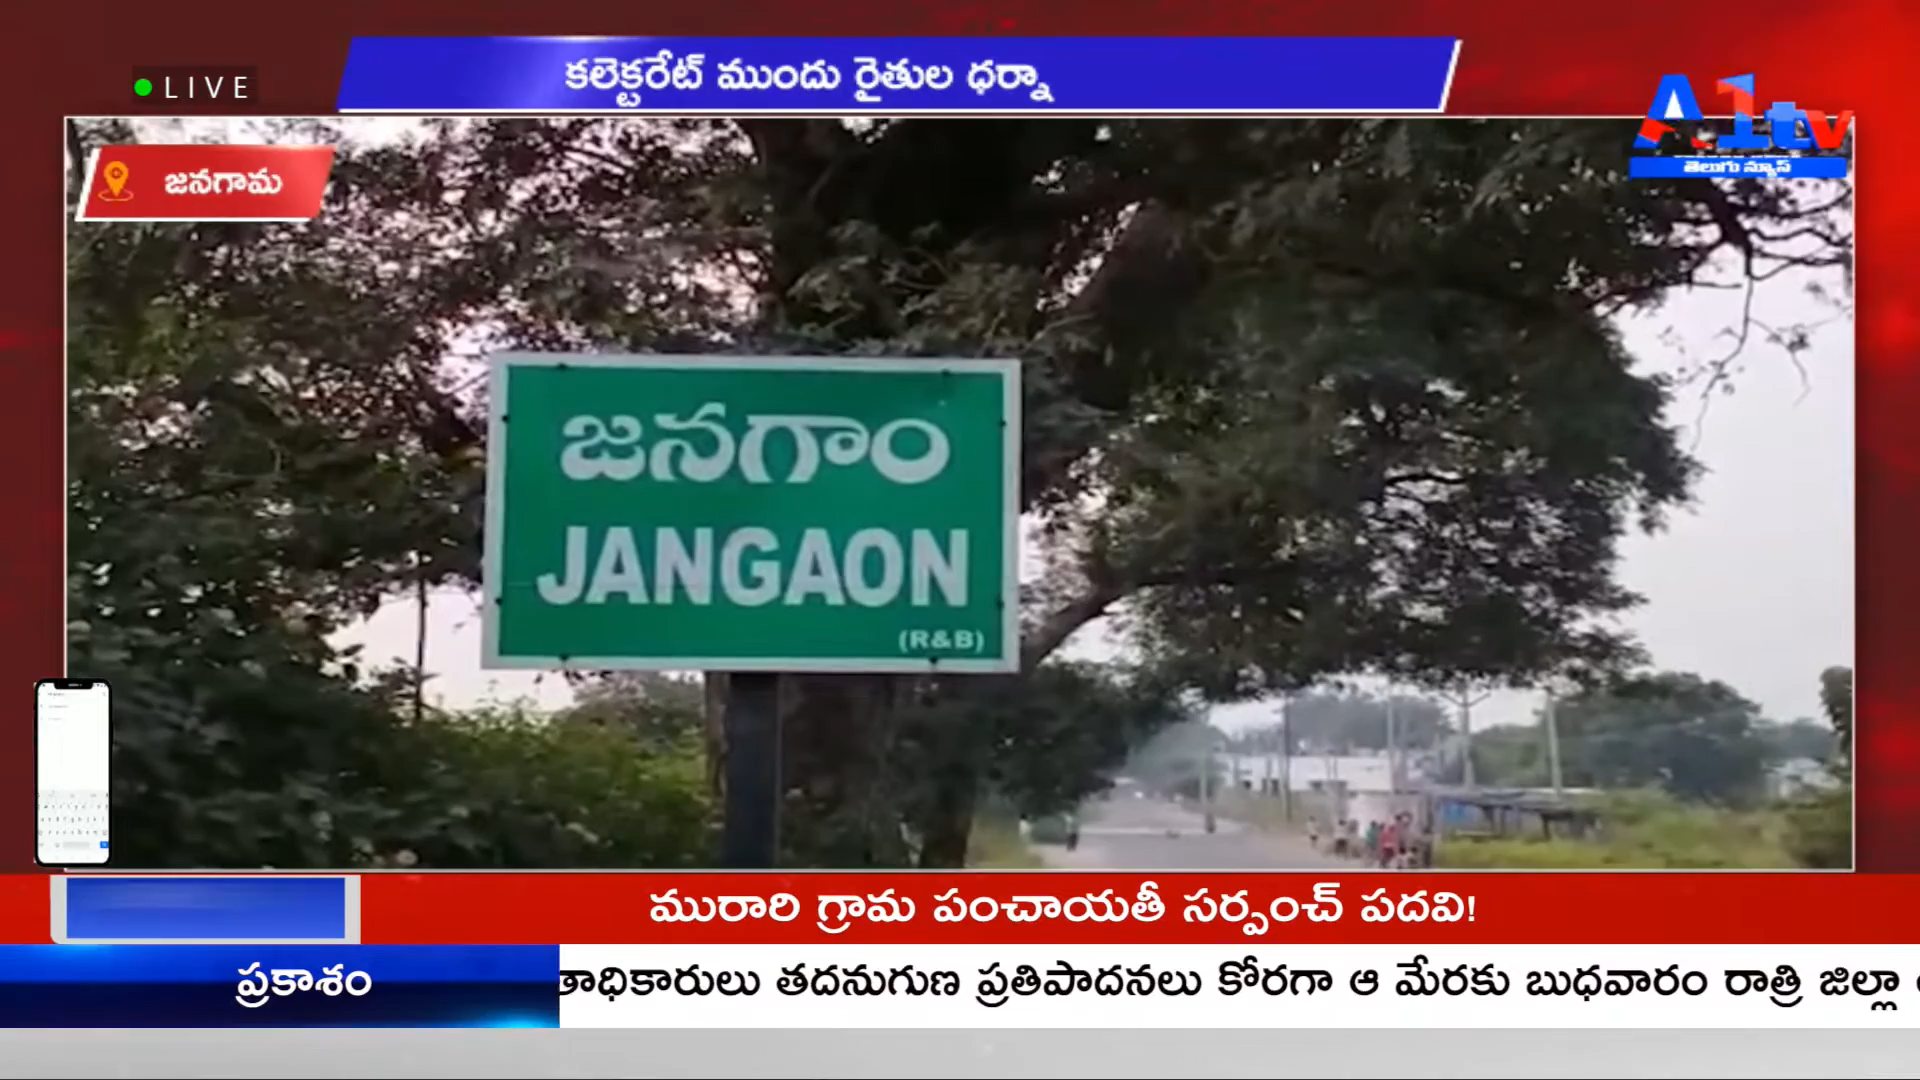 LIVE
కలెక్టరేట్ ముందు రైతుల ధర్నా
A1tv
తెలుగు న్యూస్
జనగామ
జనగాం
JANGAON
(R&B)
మురారి గ్రామ పంచాయతీ సర్పంచ్ పదవి!
ప్రకాశం
తాధికారులు తదనుగుణ ప్రతిపాదనలు కోరగా ఆ మేరకు బుధవారం రాత్రి జిల్లా